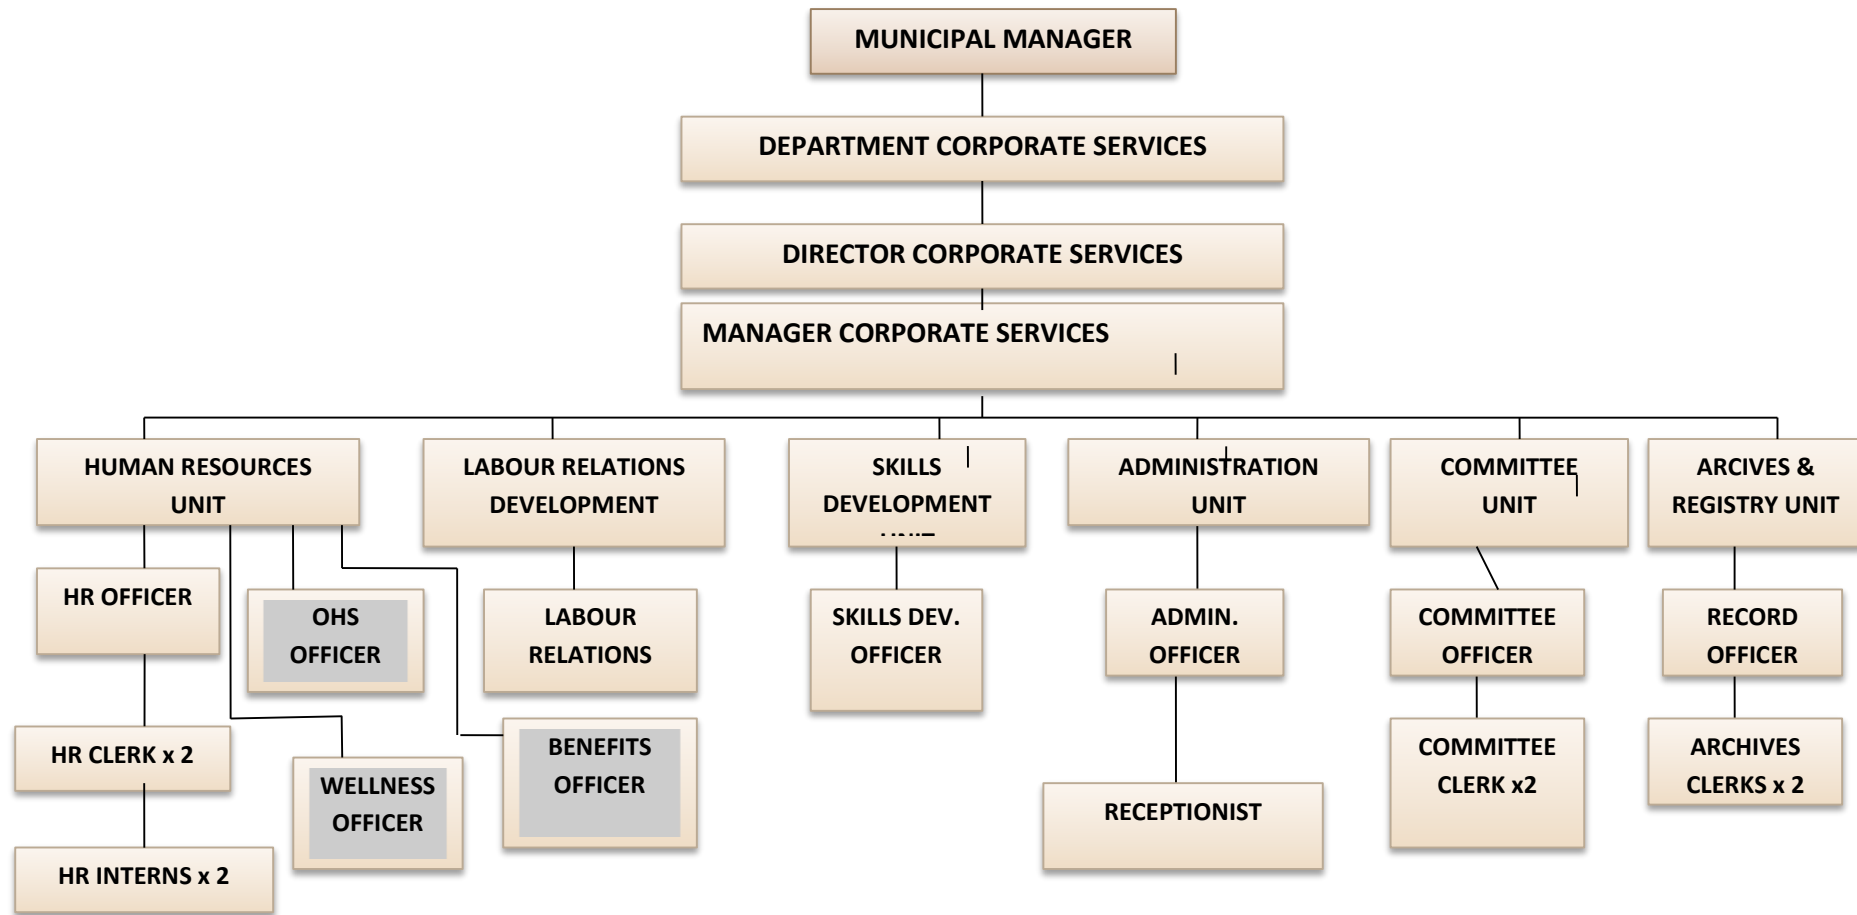 MUNICIPAL MANAGER
DEPARTMENT CORPORATE SERVICES
DIRECTOR CORPORATE SERVICES
MANAGER CORPORATE SERVICES
HUMAN RESOURCES
UNIT
LABOUR RELATIONS
DEVELOPMENT
SKILLS
DEVELOPMENT
ADMINISTRATION
UNIT
COMMITTEE
UNIT
ARCIVES &
REGISTRY UNIT
HR OFFICER
OHS
OFFICER
LABOUR
RELATIONS
SKILLS DEV.
OFFICER
ADMIN.
OFFICER
COMMITTEE
OFFICER
RECORD
OFFICER
HR CLERK x 2
WELLNESS
OFFICER
BENEFITS
OFFICER
RECEPTIONIST
COMMITTEE
CLERK x2
ARCHIVES
CLERKS x 2
HR INTERNS x 2